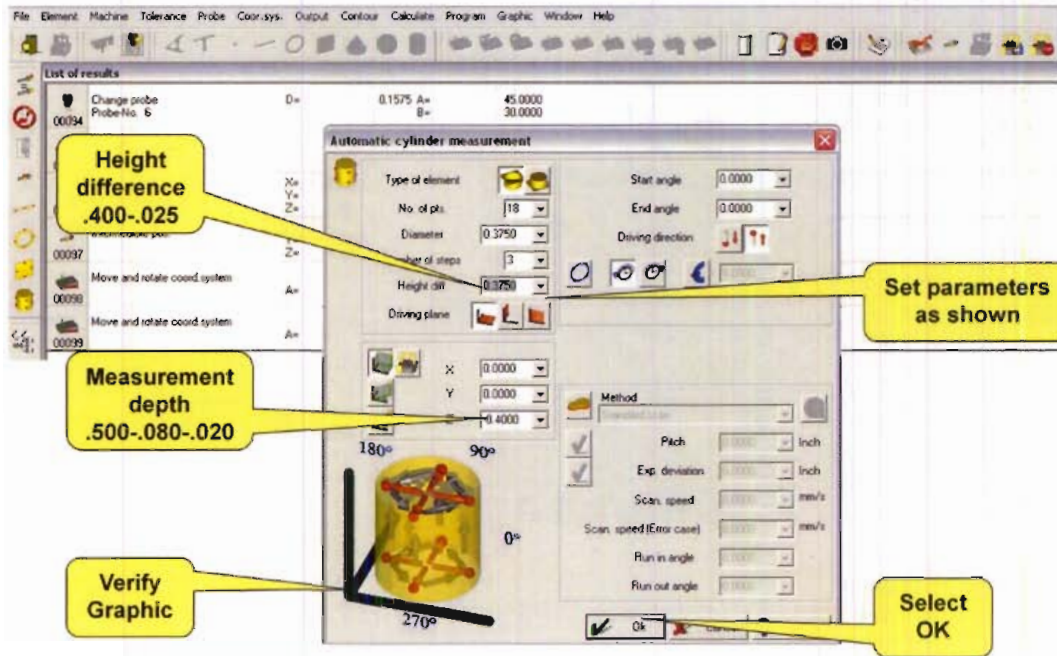 File Element Machine Tolerance Probe Coor.sys. Output Contour Calculate Program Graphic Window Help
List of results
Change probe D= 0.1575 A= 45.0000
Probe-No. 6 B= 30.0000
00094
Automatic cylinder measurement
Height
difference
.400-.025
Type of element
No. of pts. 18
Diameter 0.3750
of steps 3
Height diff 0.3750
Driving plane
Start angle 0.0000
End angle 0.0000
Driving direction
X=
Y=
Z=
00097
Z=
Move and rotate coord system
A=
00098
Move and rotate coord system
A=
00099
Set parameters
as shown
Measurement
depth
.500-.080-.020
X 0.0000
Y 0.0000
0.4000
Method
Pitch Inch
Exp. deviation Inch
Scan. speed mm/s
Scan. speed (Error case) mm/s
Run in angle
Run out angle
180°
90°
0°
270°
Verify
Graphic
Select
OK
Ok